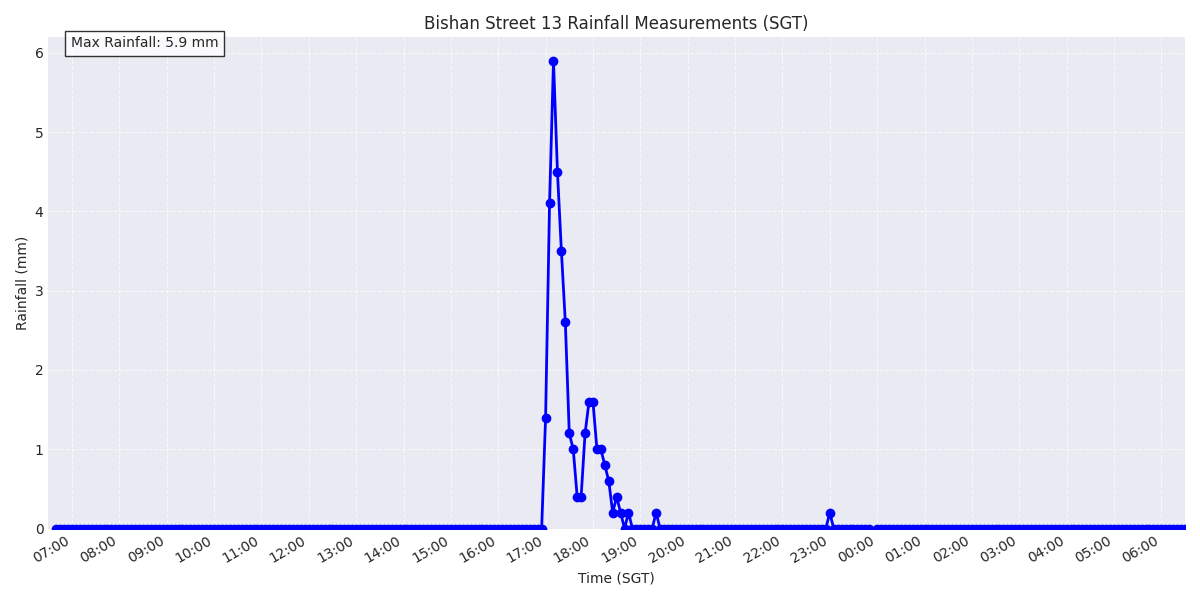 Bishan Street 13 Rainfall Measurements (SGT)
Max Rainfall: 5.9 mm
6
5
4
3
2
1
0
Rainfall (mm)
07:00 08:00 09:00 10:00 11:00 12:00 13:00 14:00 15:00 16:00 17:00 18:00 19:00 20:00 21:00 22:00 23:00 00:00 01:00 02:00 03:00 04:00 05:00 06:00
Time (SGT)